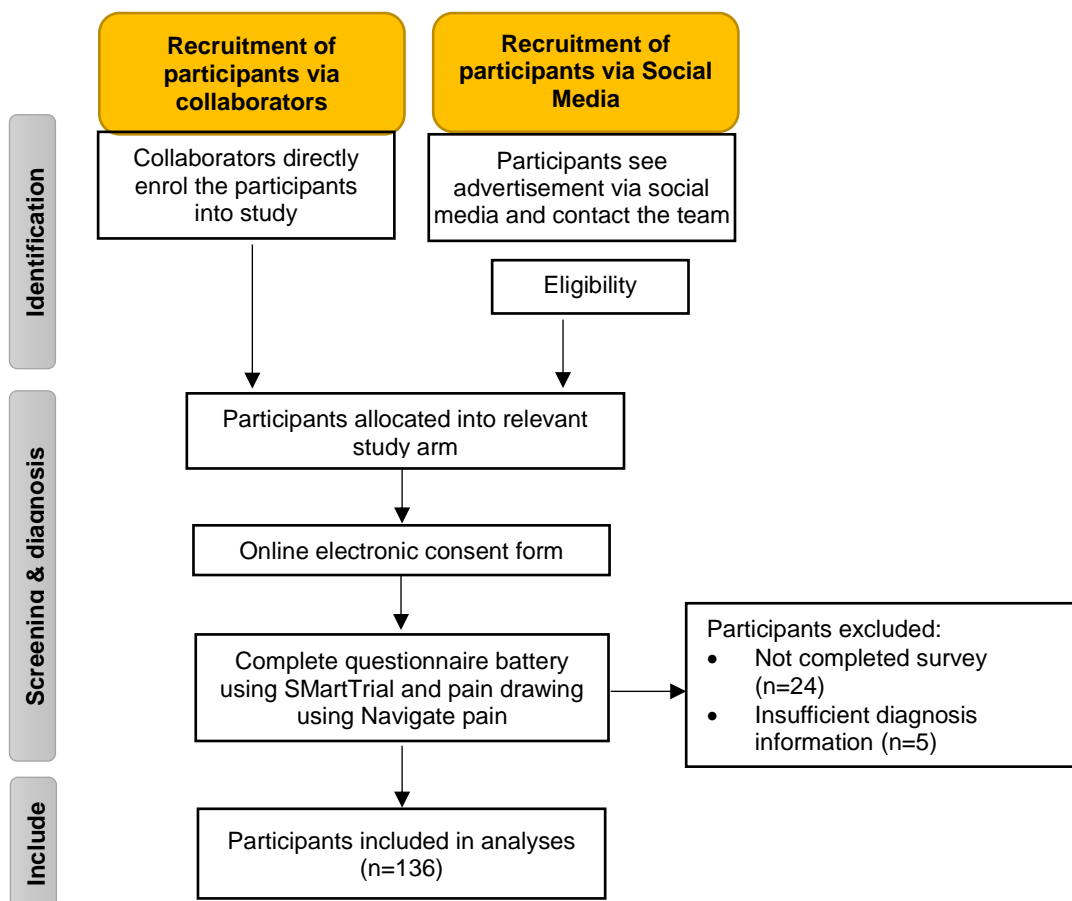 Recruitment of
participants via
collaborators
Recruitment of
participants via Social
Media
Identification
Collaborators directly
enrol the participants
into study
Participants see
advertisement via social
media and contact the team
Eligibility
Screening & diagnosis
Participants allocated into relevant
study arm
Online electronic consent form
Complete questionnaire battery
using SMartTrial and pain drawing
using Navigate pain
Participants excluded:
• Not completed survey
(n=24)
• Insufficient diagnosis
information (n=5)
Include
Participants included in analyses
(n=136)